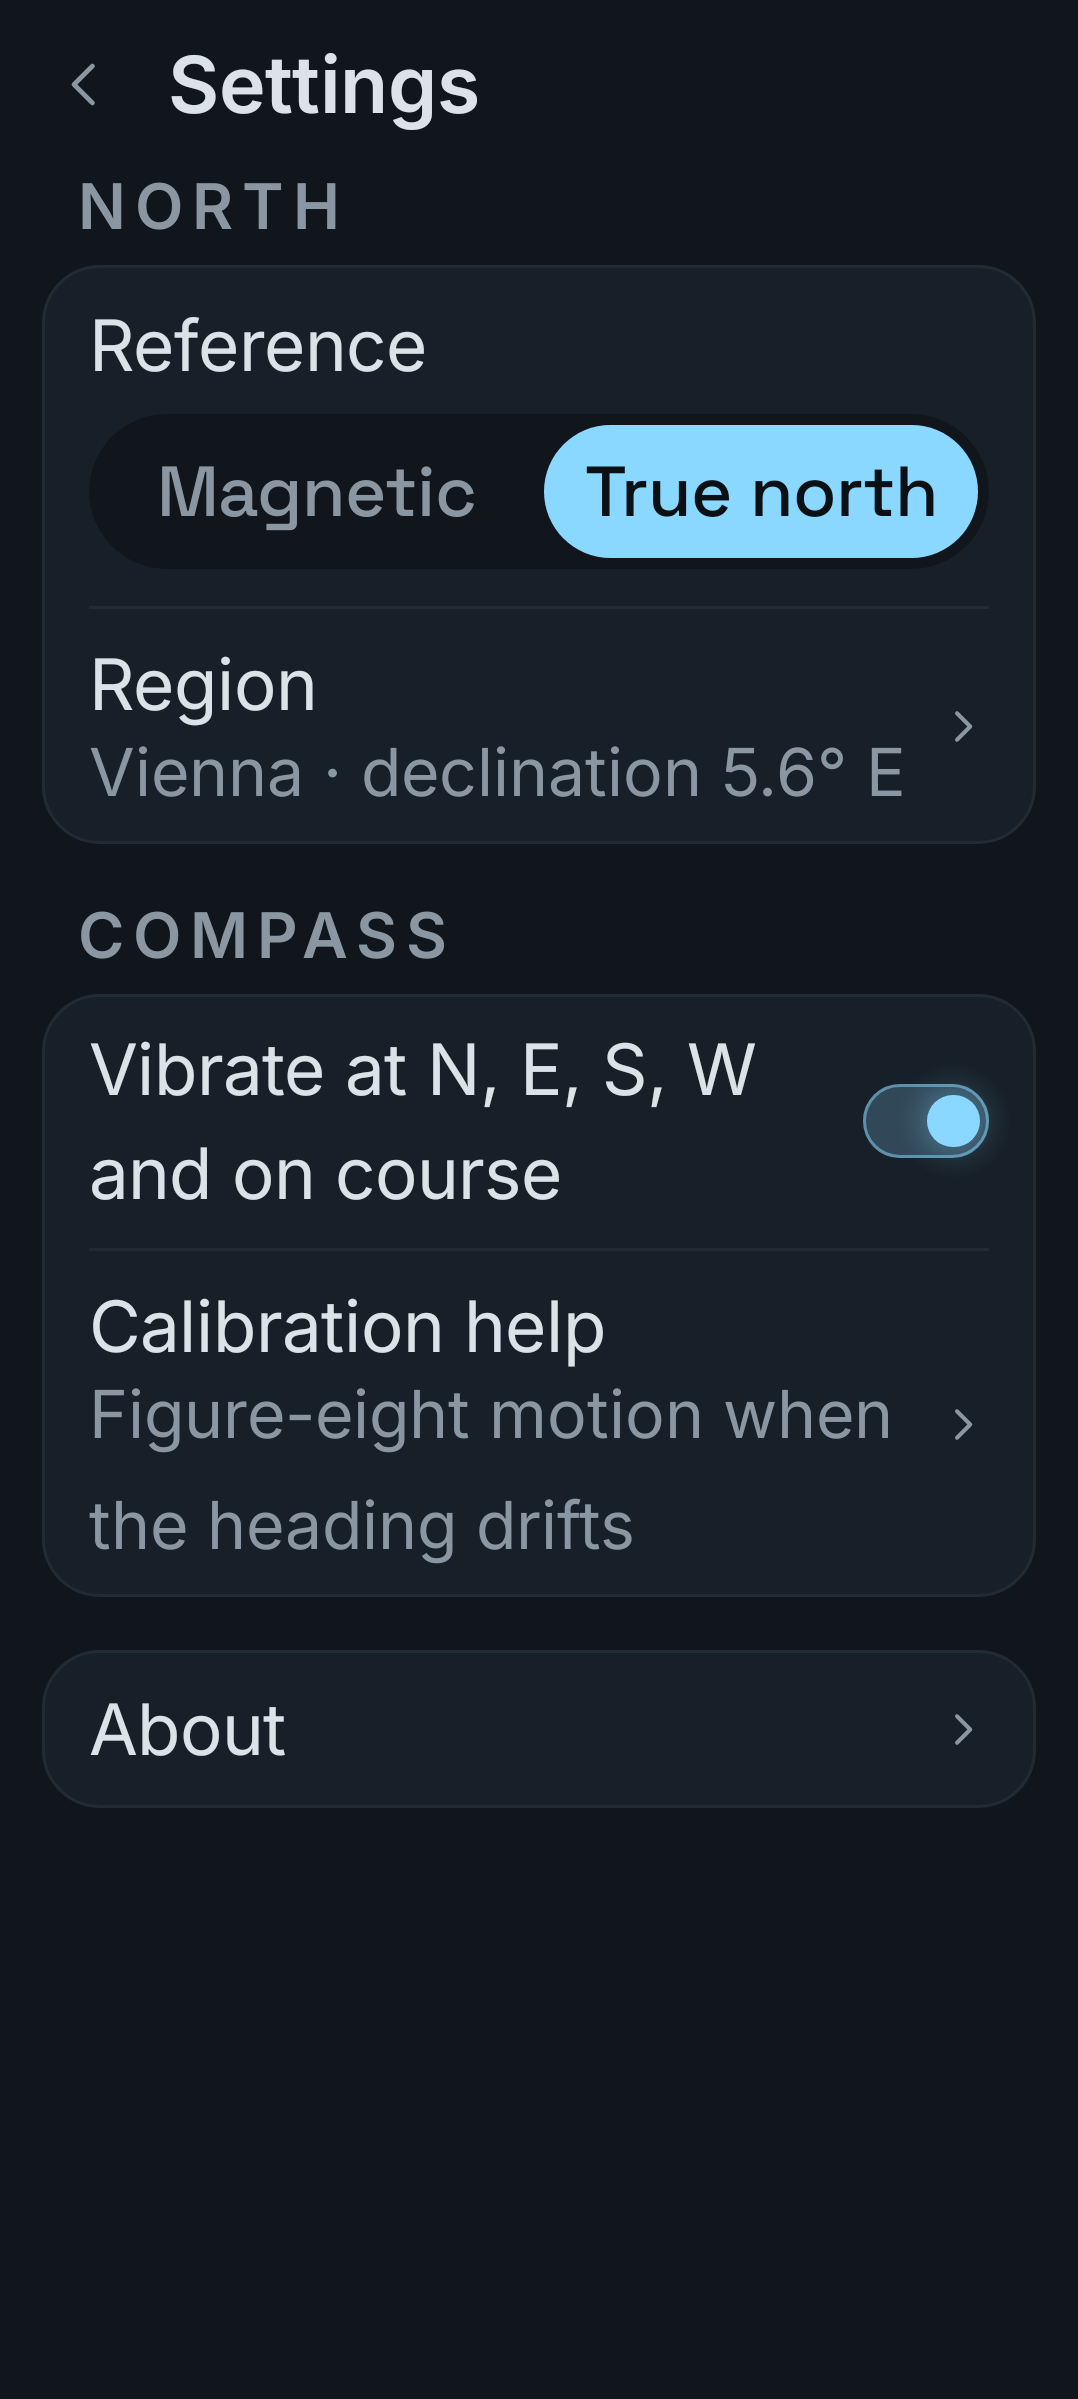 Settings
NORTH
Reference
Magnetic
True north
Region
Vienna · declination 5.6° E
COMPASS
Vibrate at N, E, S, W
and on course
Calibration help
Figure-eight motion when
the heading drifts
About